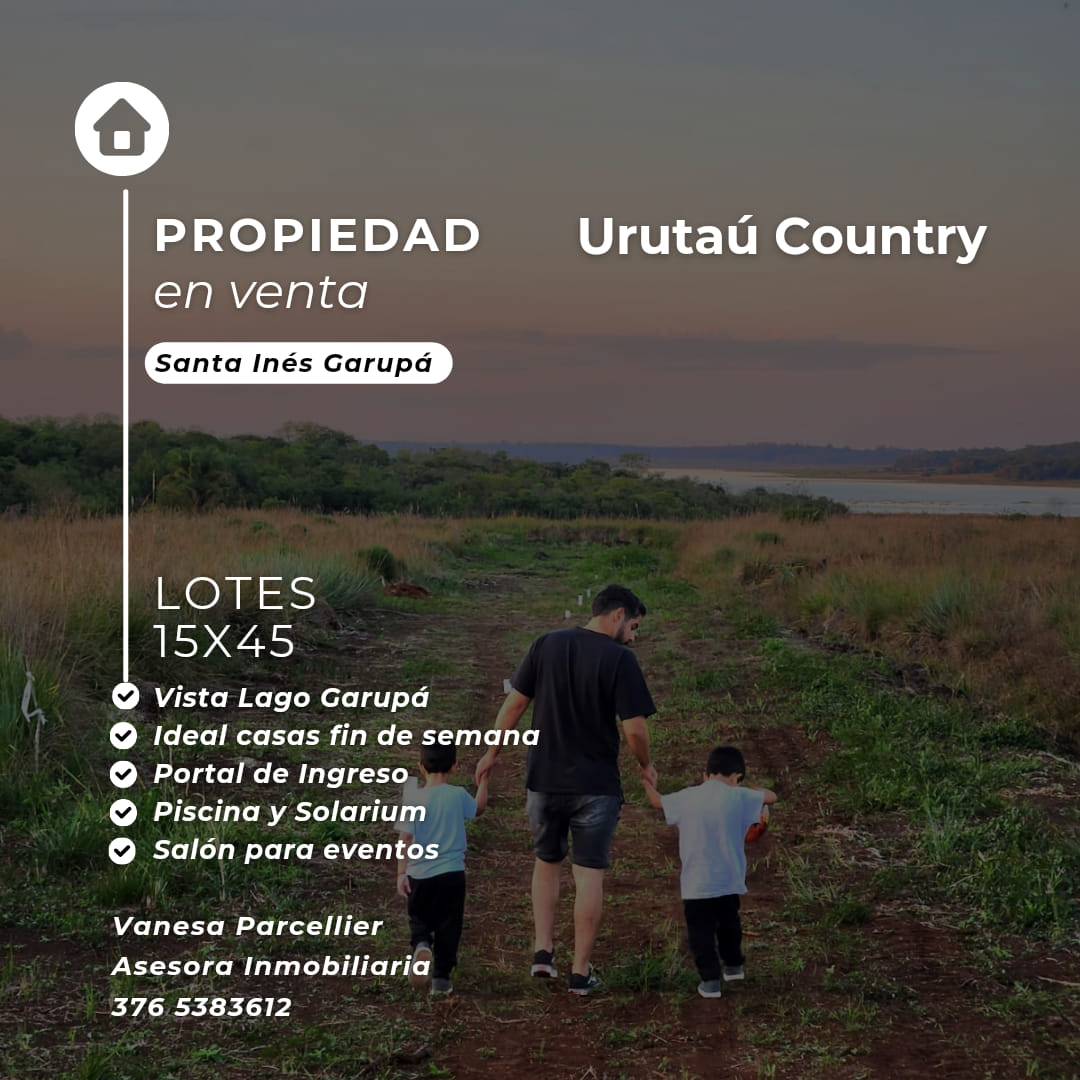 PROPIEDAD
en venta
Urutaú Country
Santa Inés Garupá
LOTES
15X45
Vista Lago Garupá
Ideal casas fin de semana
Portal de Ingreso
Piscina y Solarium
Salón para eventos
Vanesa Parcellier
Asesora Inmobiliaria
376 5383612